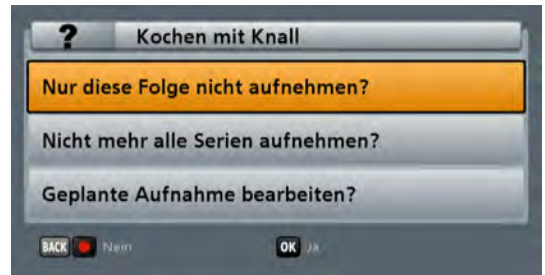 ? Kochen mit Knall
Nur diese Folge nicht aufnehmen?
Nicht mehr alle Serien aufnehmen?
Geplante Aufnahme bearbeiten?
BACK Nein OK Ja